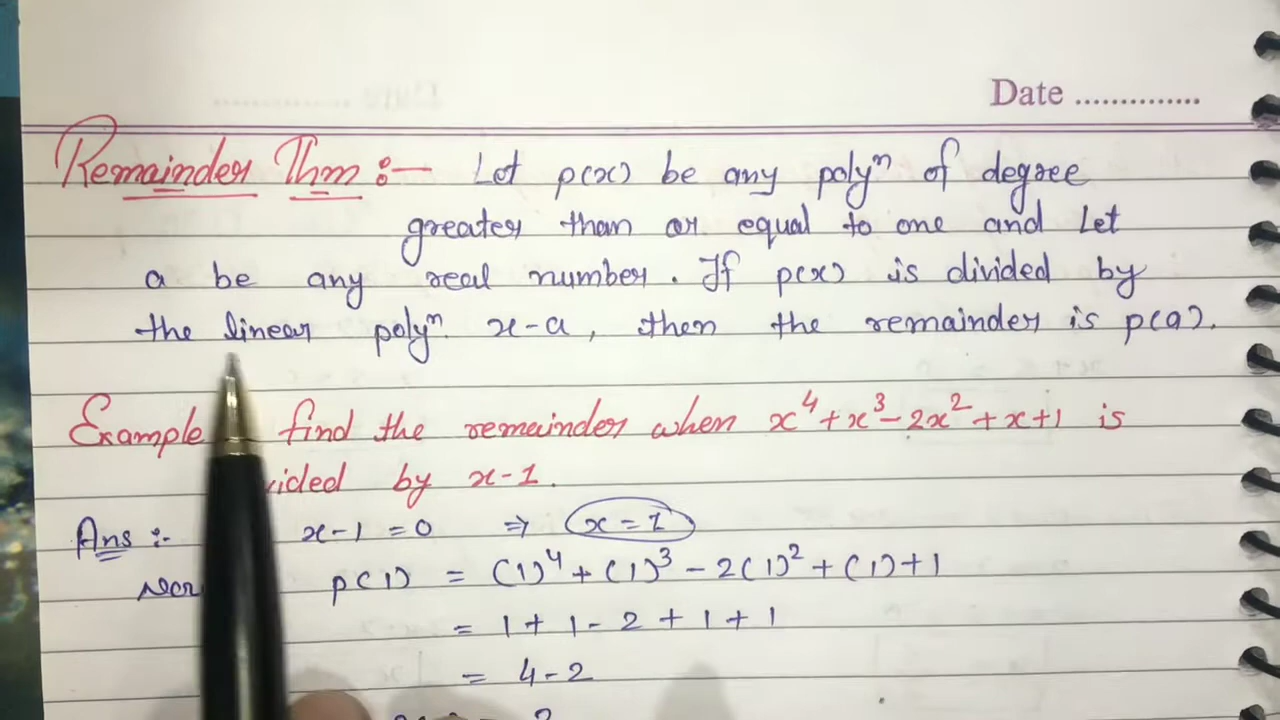 Date ..............
Remainder Thm :- Let p(x) be any polyⁿ of degree
greater than or equal to one and Let
a be any real number. If p(x) is divided by
the linear polyⁿ. x-a, then the remainder is p(a).
Example find the remainder when x⁴+x³-2x²+x+1 is
by x-1.
Ans :- x-1=0 ⇒ x=1
p(1) = (1)⁴+(1)³-2(1)²+(1)+1
= 1+1-2+1+1
= 4-2